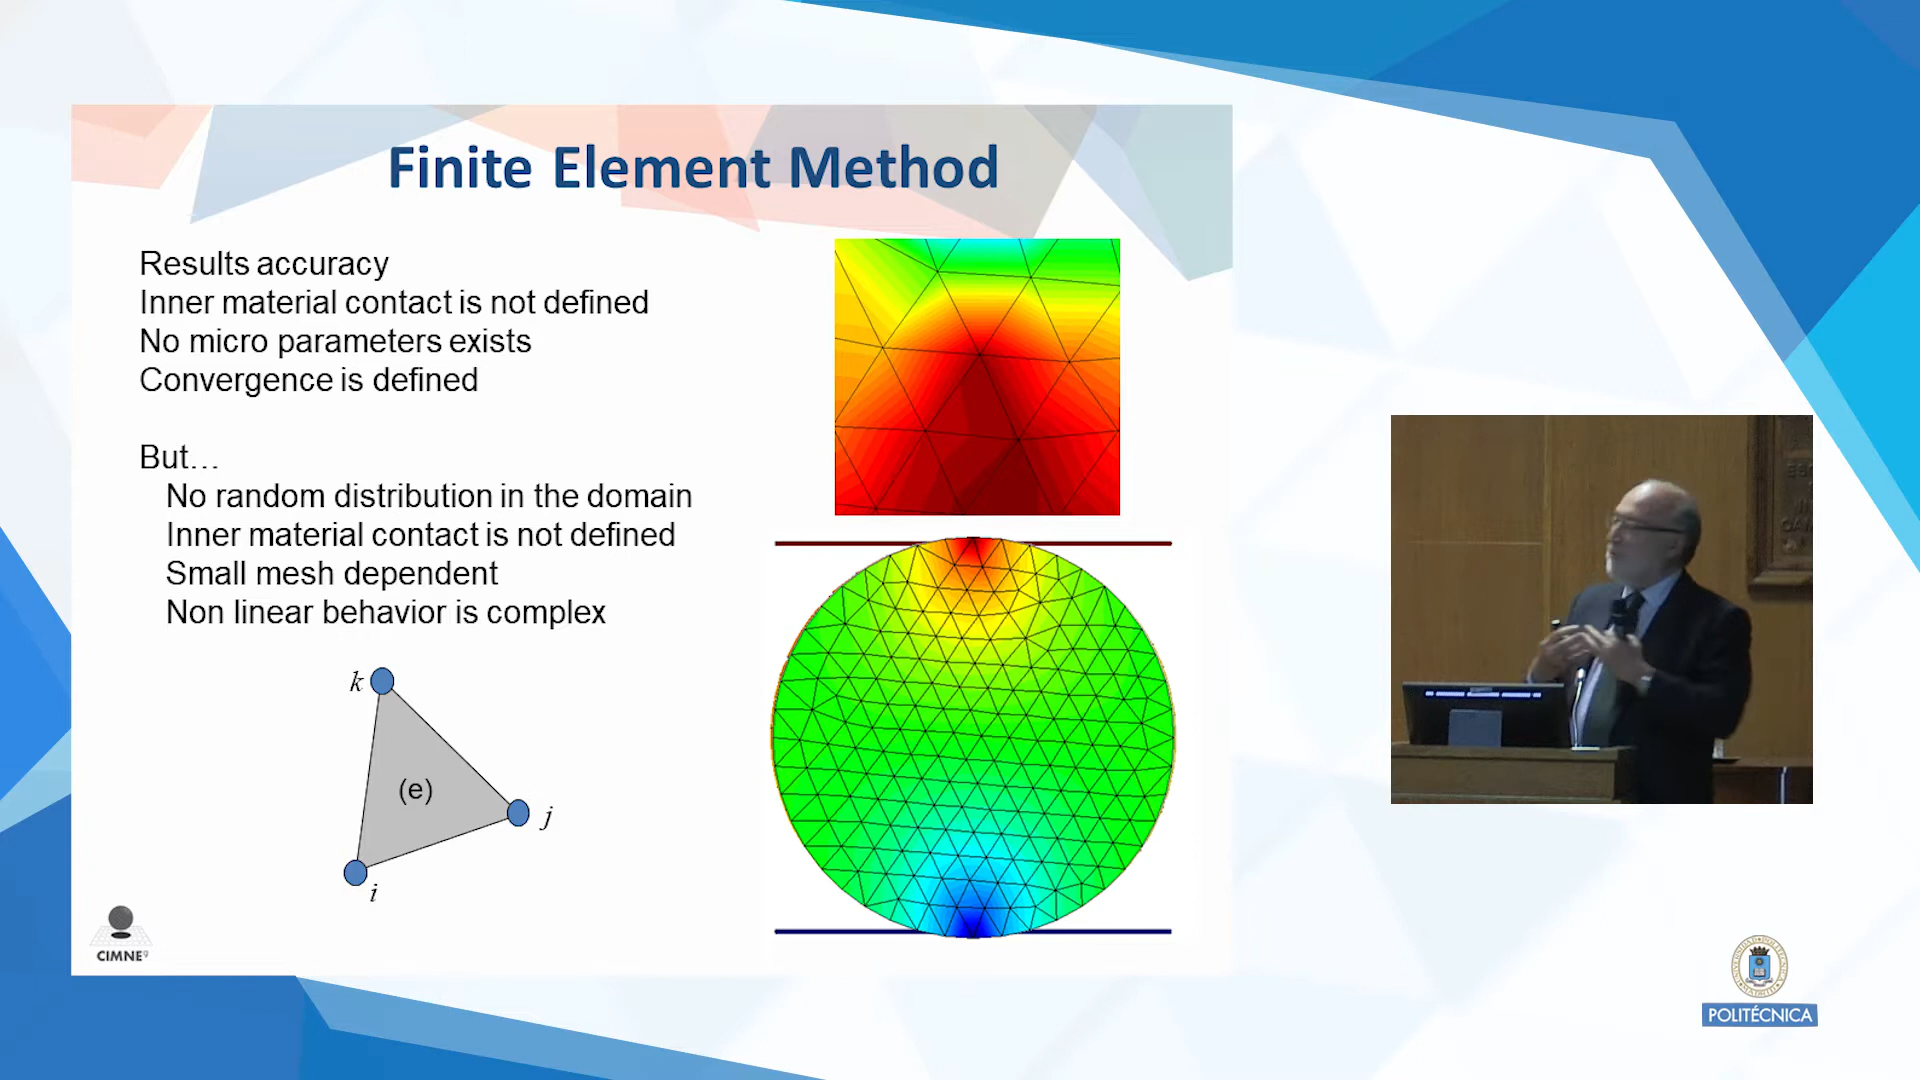 Finite Element Method
Results accuracy
Inner material contact is not defined
No micro parameters exists
Convergence is defined
But...
No random distribution in the domain
Inner material contact is not defined
Small mesh dependent
Non linear behavior is complex
k
(e)
j
i
CIMNE
POLITÉCNICA